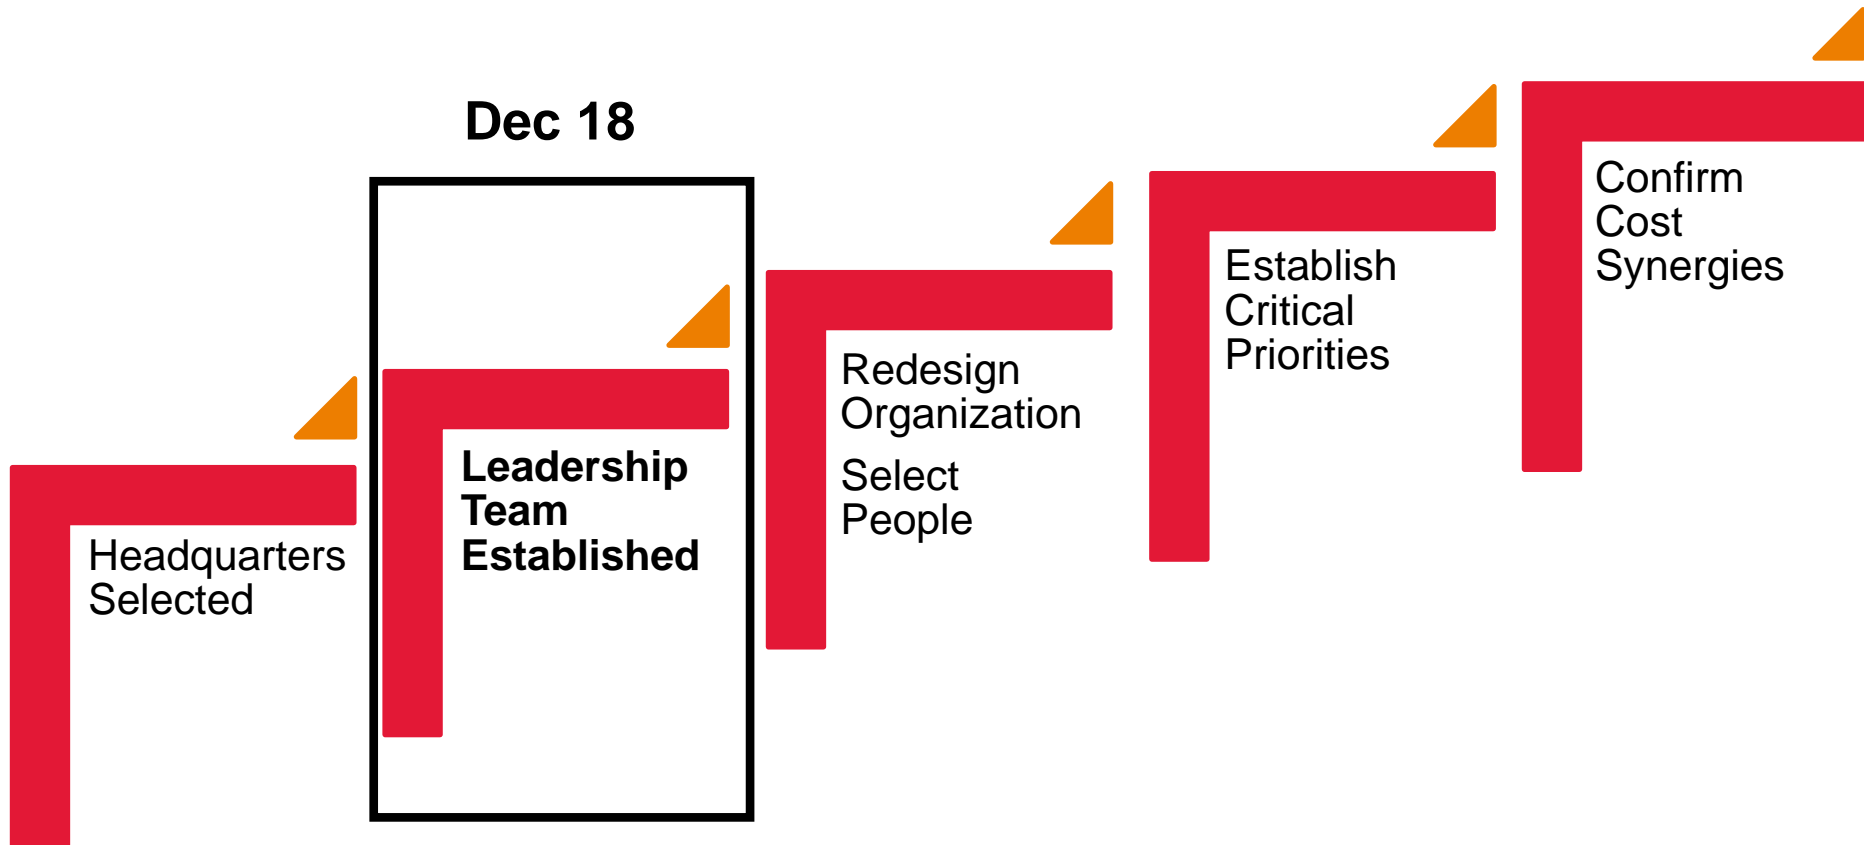 Dec 18
Headquarters
Selected
Leadership
Team
Established
Redesign
Organization
Select
People
Establish
Critical
Priorities
Confirm
Cost
Synergies